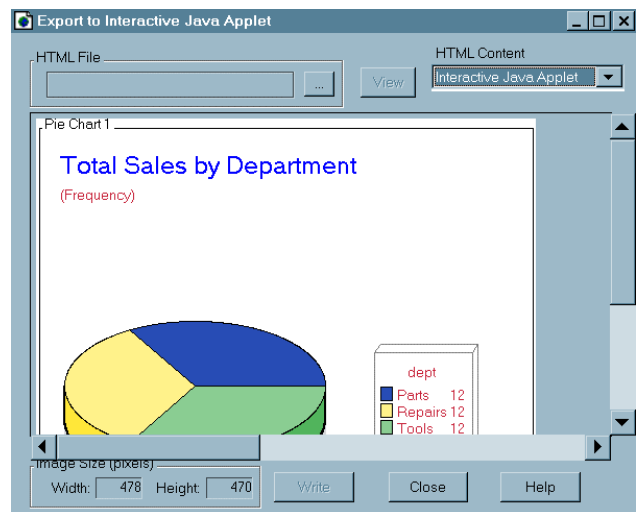 Export to Interactive Java Applet
HTML File
...
View
HTML Content
Interactive Java Applet
Pie Chart 1
Total Sales by Department
(Frequency)
dept
Parts 12
Repairs 12
Tools 12
Image Size (pixels)
Width: 478 Height: 470
Write
Close
Help